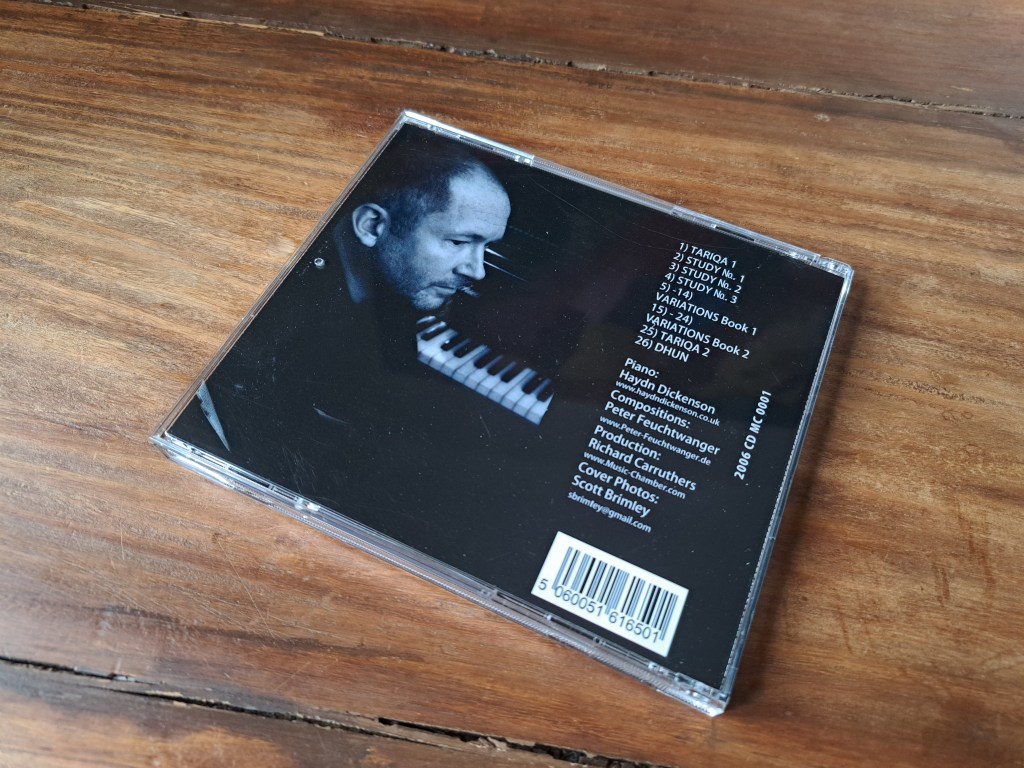 1) TARIQA 1
2) STUDY No. 1
3) STUDY No. 2
4) STUDY No. 3
5) -14)
VARIATIONS Book 1
15) - 24)
VARIATIONS Book 2
25) TARIQA 2
26) DHUN
Piano:
Haydn Dickenson
www.haydndickenson.co.uk
Compositions:
Peter Feuchtwanger
www.Peter-Feuchtwanger.de
Production:
Richard Carruthers
www.Music-Chamber.com
Cover Photos:
Scott Brimley
sbrimley@gmail.com
2006 CD MC 0001
5 060051 616501